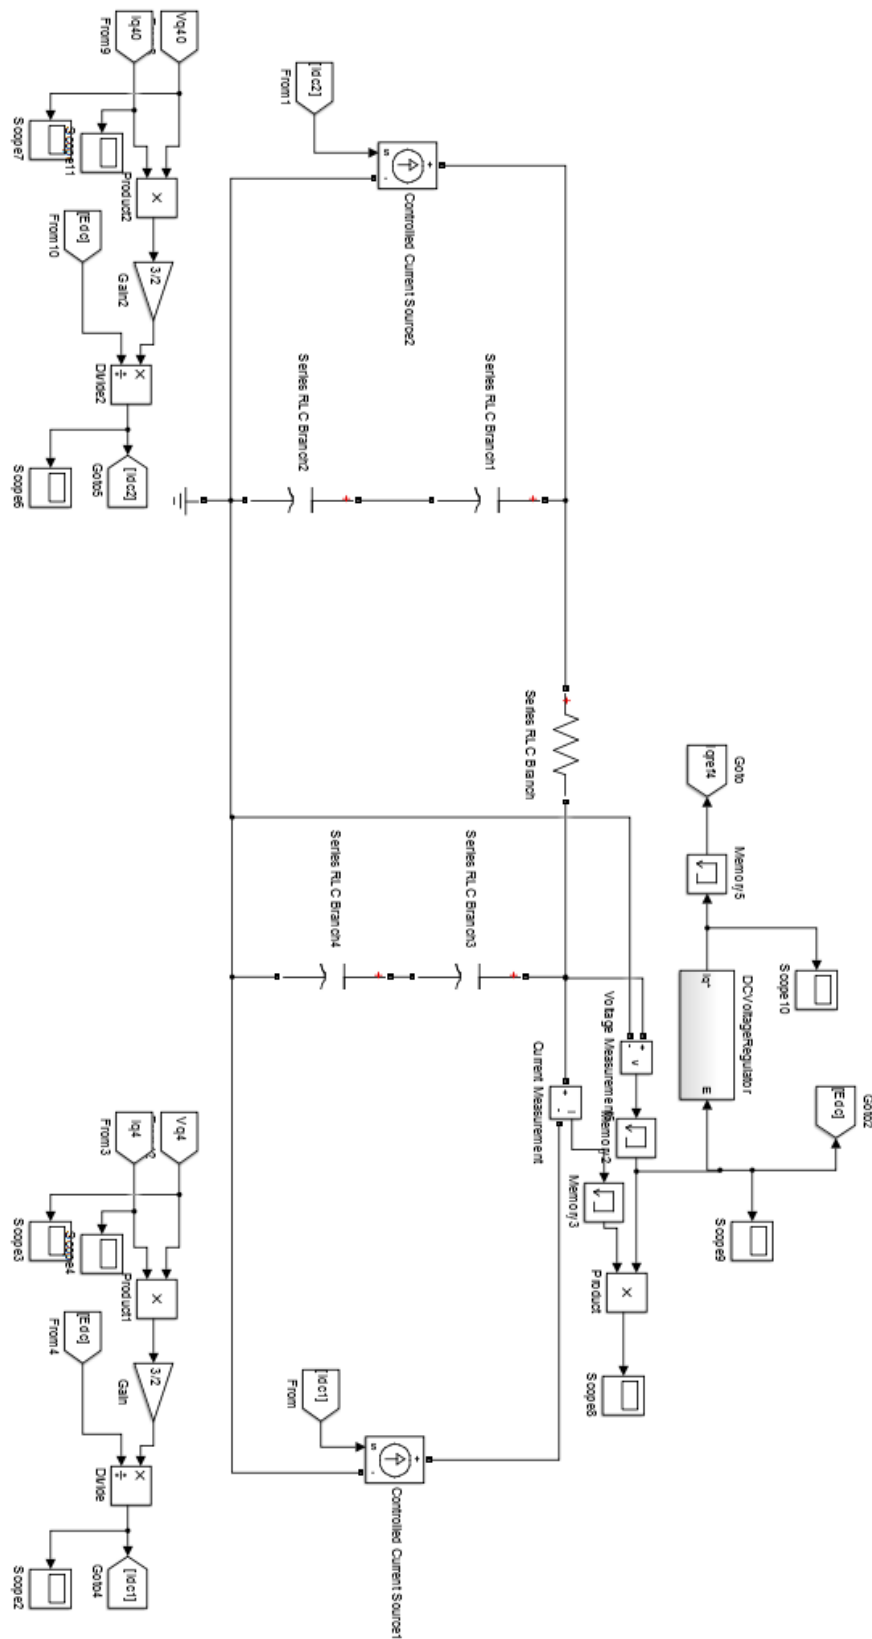 Goto2
[Edc]
Scope9
Scope10
DCVoltageRegulator
Iq*
E
Goto
Iqref4
Memory5
Memory2
Voltage Measurement
+
-
v
Product
×
Scope8
Memory3
Current Measurement
+
-
i
Series RLC Branch
+
[Idc2]
From1
Controlled Current Source2
s
+
-
Series RLC Branch1
+
Series RLC Branch2
+
Series RLC Branch3
+
Series RLC Branch4
+
[Idc1]
From
Controlled Current Source1
s
+
-
Vq40
Iq40
From9
Scope7
Scope11
Product2
×
[Edc]
From10
3/2
Gain2
×
÷
Divide2
[Idc2]
Goto5
Scope6
Vq4
Iq4
From3
Scope3
Scope4
Product1
×
[Edc]
From4
3/2
Gain
×
÷
Divide
[Idc1]
Goto4
Scope2